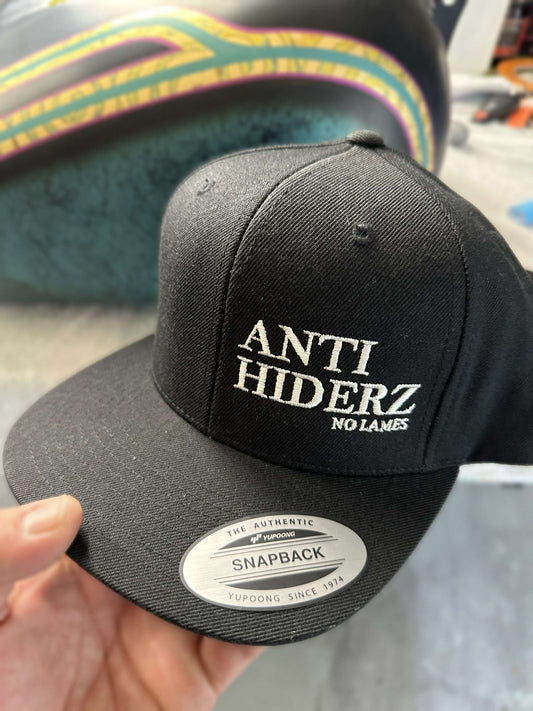 ANTI
HIDERZ
NO LAMES
THE AUTHENTIC
YUPOONG
SNAPBACK
YUPOONG SINCE 1974